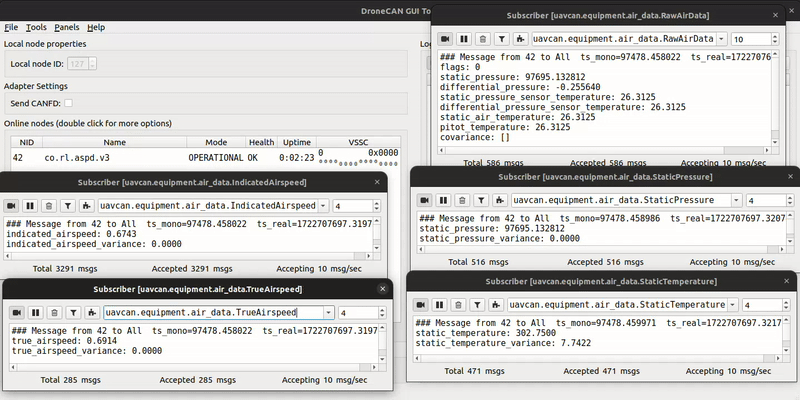 DroneCAN GUI To
File Tools Panels Help
Local node properties
Local node ID: 127
Adapter Settings
Send CANFD:
Online nodes (double click for more options)
NID Name Mode Health Uptime VSSC
42 co.rl.aspd.v3 OPERATIONAL OK 0:02:23 0 0x0000
Lo
Subscriber [uavcan.equipment.air_data.RawAirData]
uavcan.equipment.air_data.RawAirData 10
### Message from 42 to All ts_mono=97478.458022 ts_real=17227076
flags: 0
static_pressure: 97695.132812
differential_pressure: -0.255640
static_pressure_sensor_temperature: 26.3125
differential_pressure_sensor_temperature: 26.3125
static_air_temperature: 26.3125
pitot_temperature: 26.3125
covariance: []
Total 586 msgs Accepted 586 msgs Accepting 10 msg/sec
Subscriber [uavcan.equipment.air_data.IndicatedAirspeed]
uavcan.equipment.air_data.IndicatedAirspeed 4
### Message from 42 to All ts_mono=97478.458022 ts_real=1722707697.3197
indicated_airspeed: 0.6743
indicated_airspeed_variance: 0.0000
Total 3291 msgs Accepted 3291 msgs Accepting 10 msg/sec
Subscriber [uavcan.equipment.air_data.StaticPressure]
uavcan.equipment.air_data.StaticPressure 4
### Message from 42 to All ts_mono=97478.458986 ts_real=1722707697.3207
static_pressure: 97695.132812
static_pressure_variance: 0.0000
Total 516 msgs Accepted 516 msgs Accepting 10 msg/sec
Subscriber [uavcan.equipment.air_data.TrueAirspeed]
uavcan.equipment.air_data.TrueAirspeed 4
### Message from 42 to All ts_mono=97478.458022 ts_real=1722707697.3197
true_airspeed: 0.6914
true_airspeed_variance: 0.0000
Total 285 msgs Accepted 285 msgs Accepting 10 msg/sec
Subscriber [uavcan.equipment.air_data.StaticTemperature]
uavcan.equipment.air_data.StaticTemperature 4
### Message from 42 to All ts_mono=97478.459971 ts_real=1722707697.3217
static_temperature: 302.7500
static_temperature_variance: 7.7422
Total 471 msgs Accepted 471 msgs Accepting 10 msg/sec